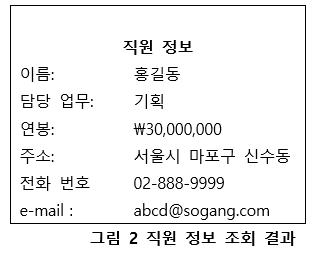 직원 정보
이름: 홍길동
담당 업무: 기획
연봉: ₩30,000,000
주소: 서울시 마포구 신수동
전화 번호 02-888-9999
e-mail : abcd@sogang.com
그림 2 직원 정보 조회 결과